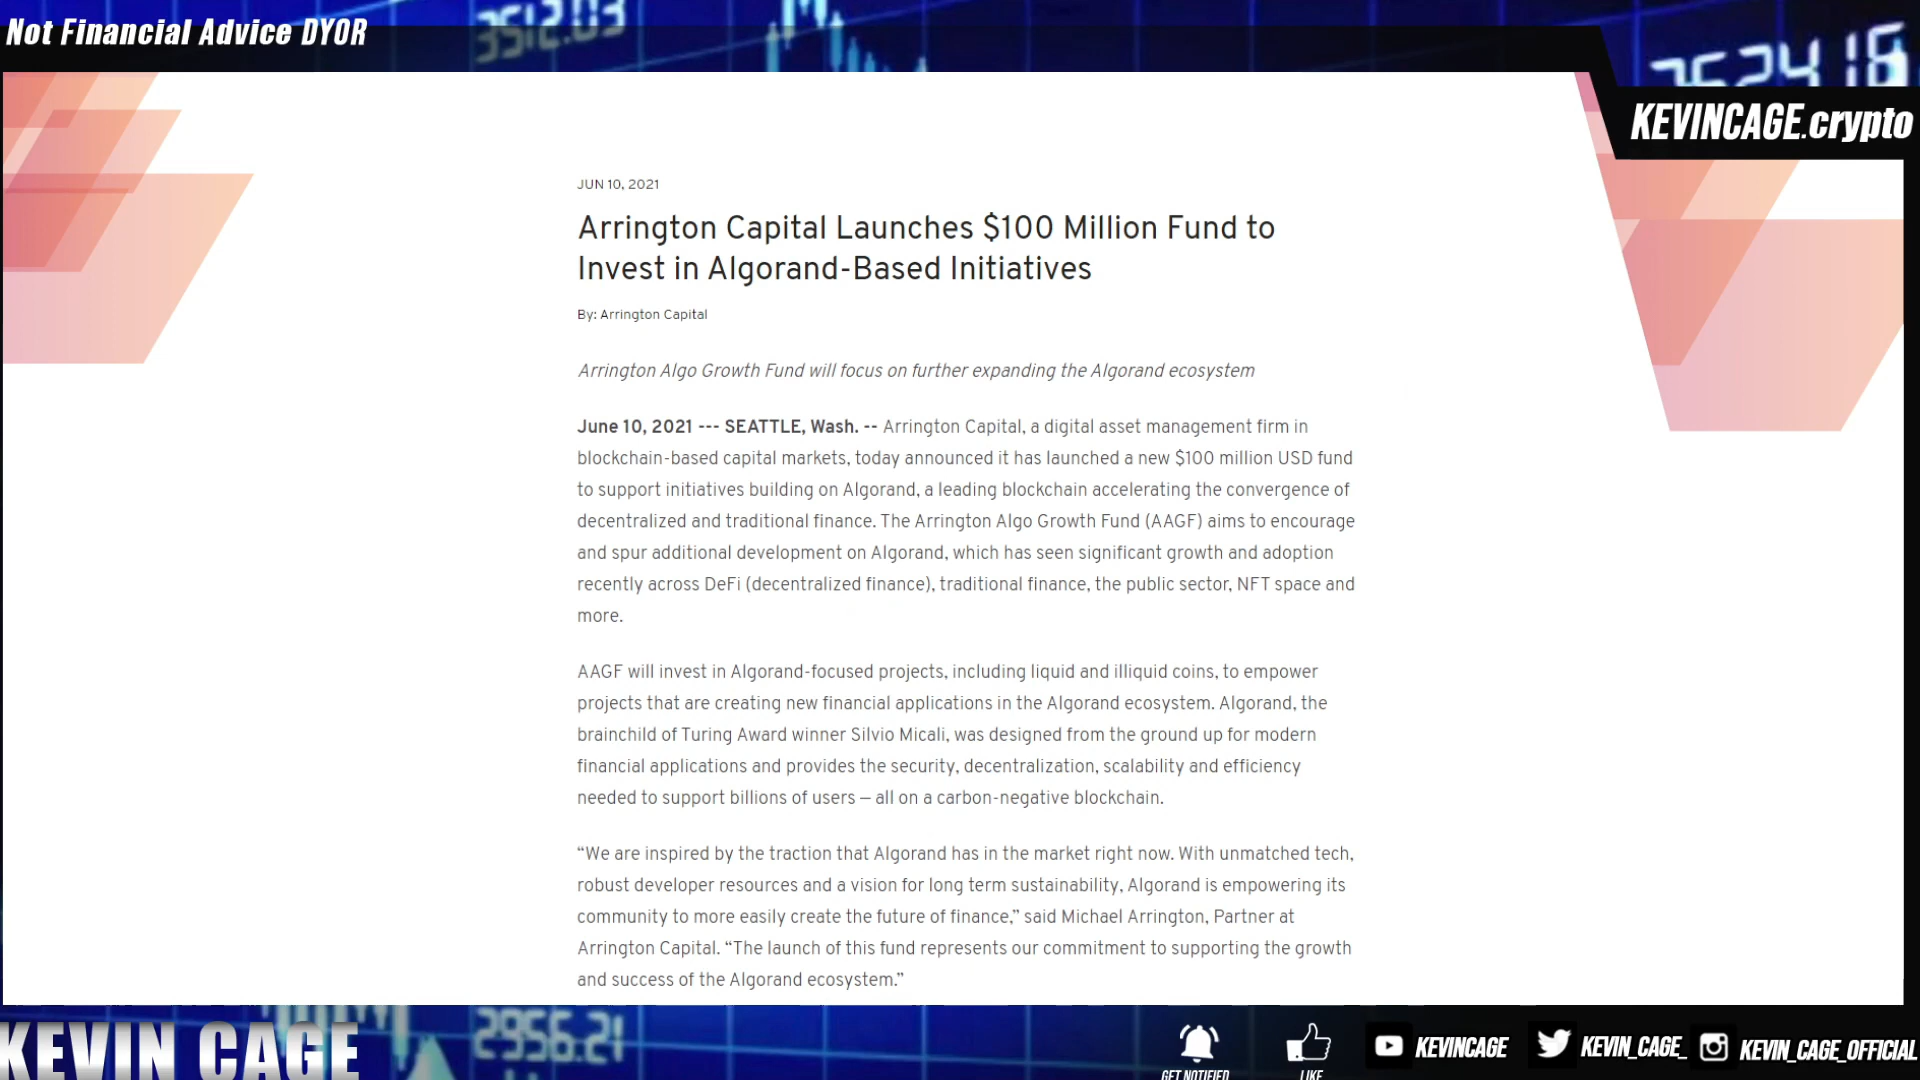 Not Financial Advice DYOR
3512.03
KEVINCAGE.crypto
JUN 10, 2021
Arrington Capital Launches $100 Million Fund to
Invest in Algorand-Based Initiatives
By: Arrington Capital
Arrington Algo Growth Fund will focus on further expanding the Algorand ecosystem
June 10, 2021 --- SEATTLE, Wash. -- Arrington Capital, a digital asset management firm in
blockchain-based capital markets, today announced it has launched a new $100 million USD fund
to support initiatives building on Algorand, a leading blockchain accelerating the convergence of
decentralized and traditional finance. The Arrington Algo Growth Fund (AAGF) aims to encourage
and spur additional development on Algorand, which has seen significant growth and adoption
recently across DeFi (decentralized finance), traditional finance, the public sector, NFT space and
more.
AAGF will invest in Algorand-focused projects, including liquid and illiquid coins, to empower
projects that are creating new financial applications in the Algorand ecosystem. Algorand, the
brainchild of Turing Award winner Silvio Micali, was designed from the ground up for modern
financial applications and provides the security, decentralization, scalability and efficiency
needed to support billions of users — all on a carbon-negative blockchain.
“We are inspired by the traction that Algorand has in the market right now. With unmatched tech,
robust developer resources and a vision for long term sustainability, Algorand is empowering its
community to more easily create the future of finance,” said Michael Arrington, Partner at
Arrington Capital. “The launch of this fund represents our commitment to supporting the growth
and success of the Algorand ecosystem.”
KEVIN CAGE
2956.21
GET NOTIFIED
LIKE
KEVINCAGE
KEVIN_CAGE_
KEVIN_CAGE_OFFICIAL